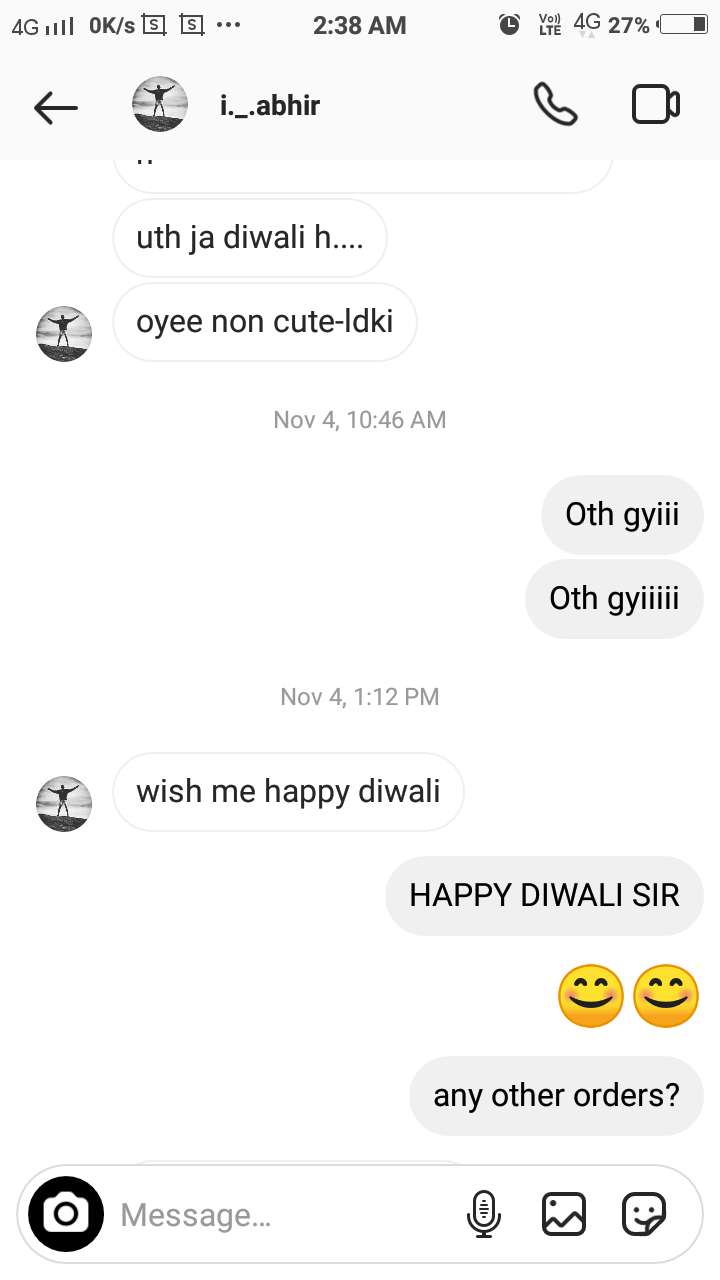 4G 0K/s S S ... 2:38 AM Vo)) LTE 4G 27%
i._.abhir
uth ja diwali h....
oyee non cute-ldki
Nov 4, 10:46 AM
Oth gyiii
Oth gyiiiii
Nov 4, 1:12 PM
wish me happy diwali
HAPPY DIWALI SIR
😊😊
any other orders?
Message...